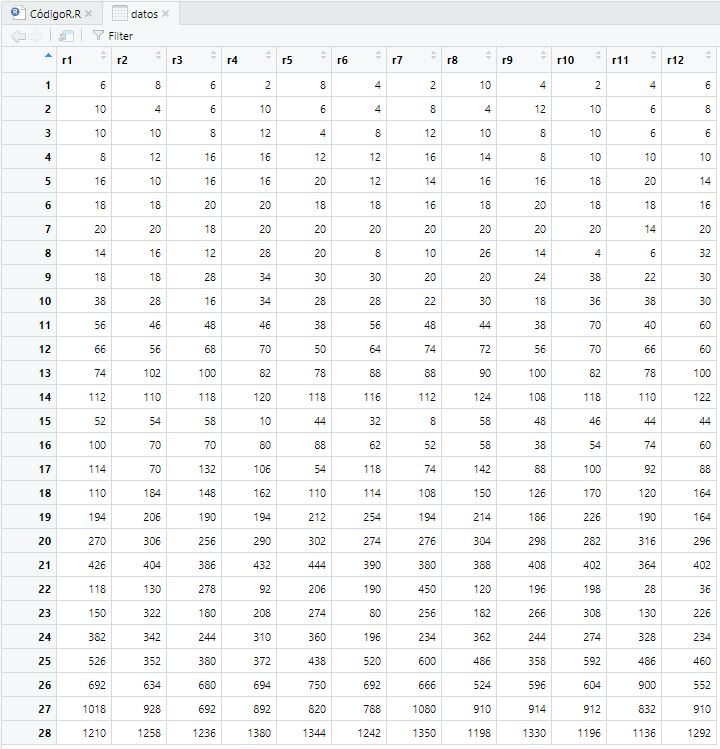 CódigoR.R datos
Filter
r1 r2 r3 r4 r5 r6 r7 r8 r9 r10 r11 r12
1 6 8 6 2 8 4 2 10 4 2 4 6
2 10 4 6 10 6 4 8 4 12 10 6 8
3 10 10 8 12 4 8 12 10 8 10 6 6
4 8 12 16 16 12 12 16 14 8 10 10 10
5 16 10 16 16 20 12 14 16 16 18 20 14
6 18 18 20 20 18 18 16 18 20 18 18 16
7 20 20 18 20 20 20 20 20 20 20 14 20
8 14 16 12 28 20 8 10 26 14 4 6 32
9 18 18 28 34 30 30 20 20 24 38 22 30
10 38 28 16 34 28 28 22 30 18 36 38 30
11 56 46 48 46 38 56 48 44 38 70 40 60
12 66 56 68 70 50 64 74 72 56 70 66 60
13 74 102 100 82 78 88 88 90 100 82 78 100
14 112 110 118 120 118 116 112 124 108 118 110 122
15 52 54 58 10 44 32 8 58 48 46 44 44
16 100 70 70 80 88 62 52 58 38 54 74 60
17 114 70 132 106 54 118 74 142 88 100 92 88
18 110 184 148 162 110 114 108 150 126 170 120 164
19 194 206 190 194 212 254 194 214 186 226 190 164
20 270 306 256 290 302 274 276 304 298 282 316 296
21 426 404 386 432 444 390 380 388 408 402 364 402
22 118 130 278 92 206 190 450 120 196 198 28 36
23 150 322 180 208 274 80 256 182 266 308 130 226
24 382 342 244 310 360 196 234 362 244 274 328 234
25 526 352 380 372 438 520 600 486 358 592 486 460
26 692 634 680 694 750 692 666 524 596 604 900 552
27 1018 928 692 892 820 788 1080 910 914 912 832 910
28 1210 1258 1236 1380 1344 1242 1350 1198 1330 1196 1136 1292